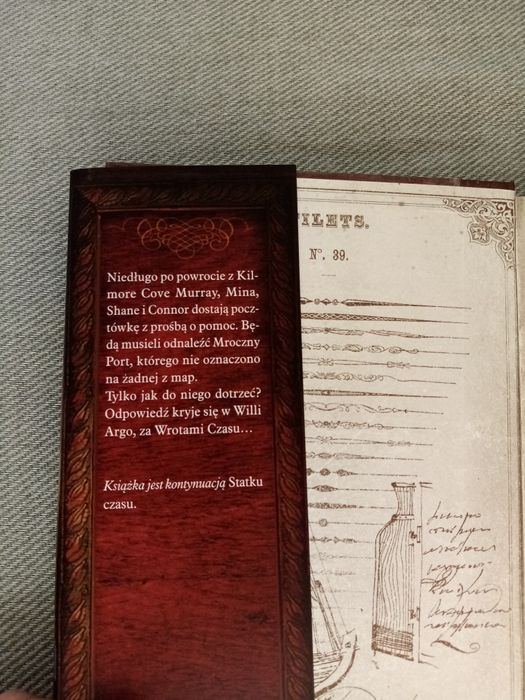 Niedługo po powrocie z Kil-
more Cove Murray, Mina,
Shane i Connor dostają pocz-
tówkę z prośbą o pomoc. Bę-
dą musieli odnaleźć Mroczny
Port, którego nie oznaczono
na żadnej z map.
Tylko jak do niego dotrzeć?
Odpowiedź kryje się w Willi
Argo, za Wrotami Czasu...
Książka jest kontynuacją Statku
czasu.
FILETS.
Nº. 39.